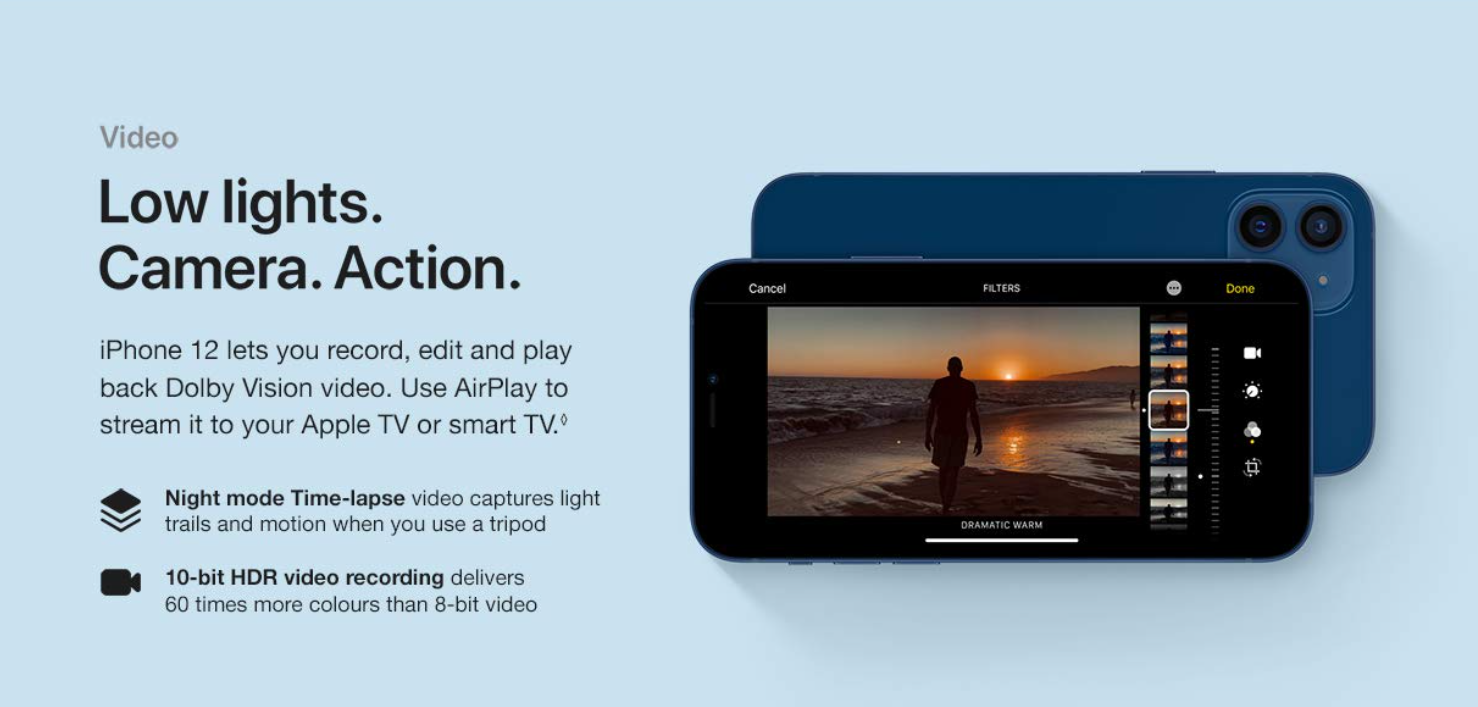 Video
Low lights.
Camera. Action.
iPhone 12 lets you record, edit and play
back Dolby Vision video. Use AirPlay to
stream it to your Apple TV or smart TV.◊
Night mode Time-lapse video captures light
trails and motion when you use a tripod
10-bit HDR video recording delivers
60 times more colours than 8-bit video
Cancel
FILTERS
Done
DRAMATIC WARM